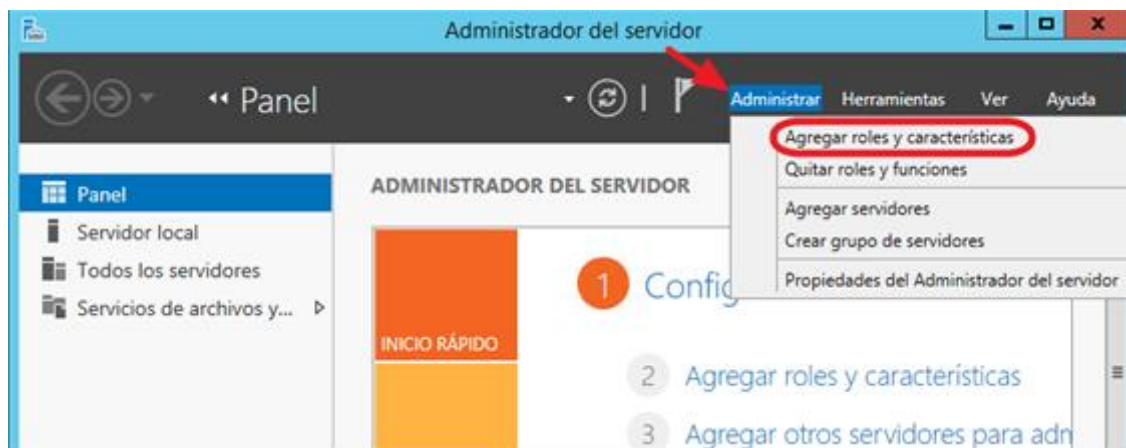 Administrador del servidor
Panel
Administrar Herramientas Ver Ayuda
Agregar roles y características
Quitar roles y funciones
Agregar servidores
Crear grupo de servidores
Propiedades del Administrador del servidor
Panel
Servidor local
Todos los servidores
Servicios de archivos y...
ADMINISTRADOR DEL SERVIDOR
INICIO RÁPIDO
1 Config
2 Agregar roles y características
3 Agregar otros servidores para adn